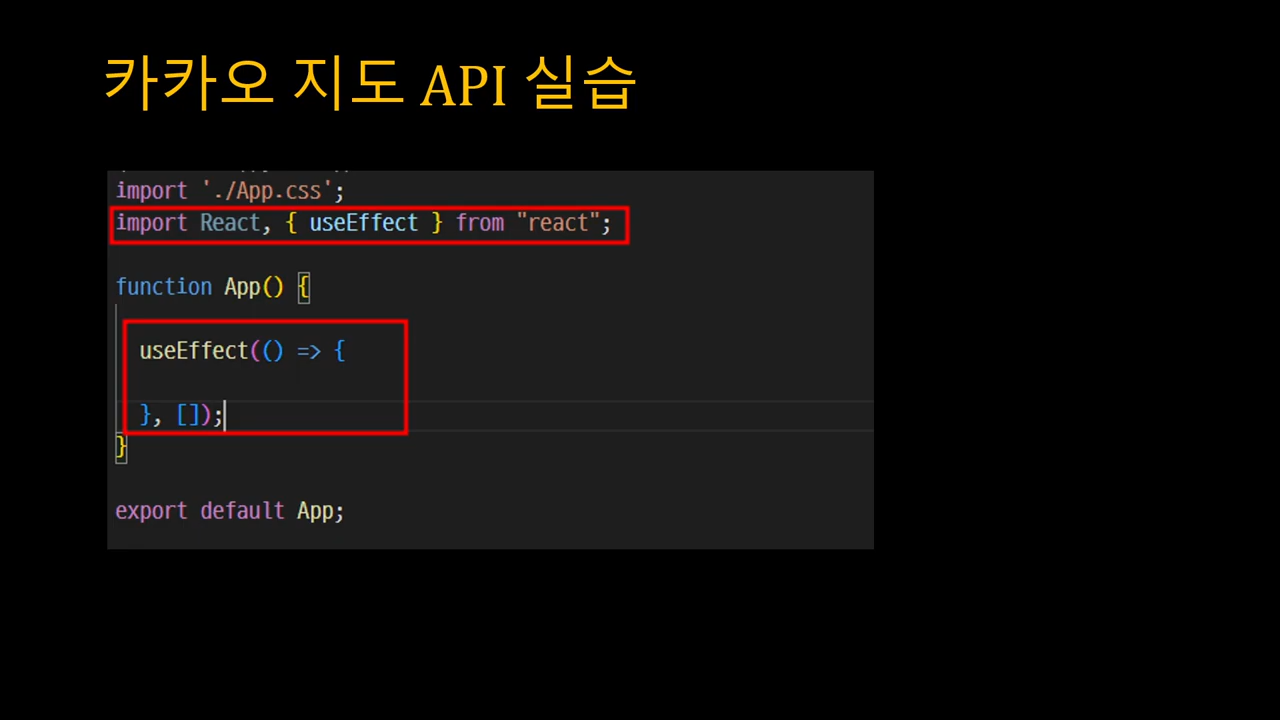 카카오 지도 API 실습
import './App.css';
import React, { useEffect } from "react";
function App() {
useEffect(() => {
}, []);
}
export default App;